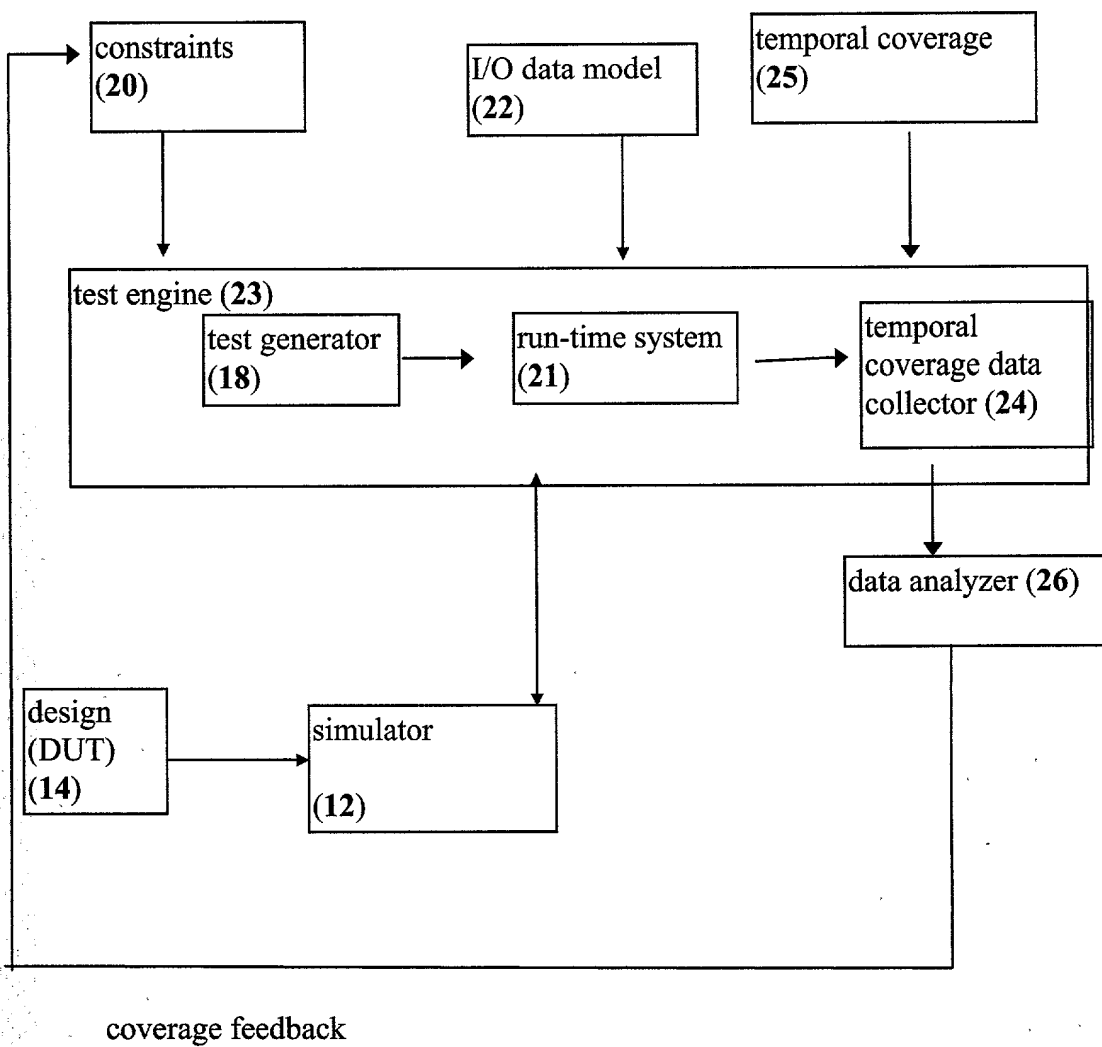 constraints
(20)
I/O data model
(22)
temporal coverage
(25)
test engine (23)
test generator
(18)
run-time system
(21)
temporal
coverage data
collector (24)
data analyzer (26)
design
(DUT)
(14)
simulator
(12)
coverage feedback